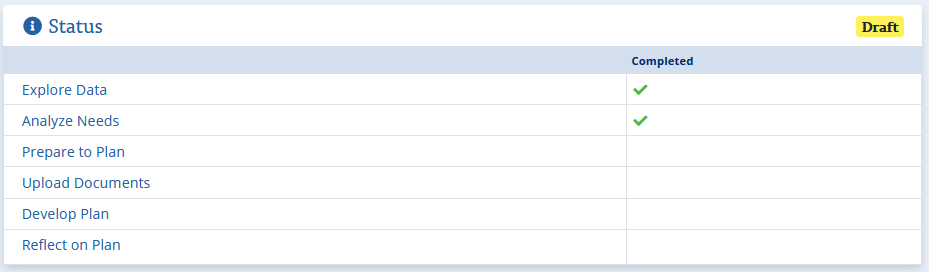 Status
Draft
Completed
Explore Data
Analyze Needs
Prepare to Plan
Upload Documents
Develop Plan
Reflect on Plan